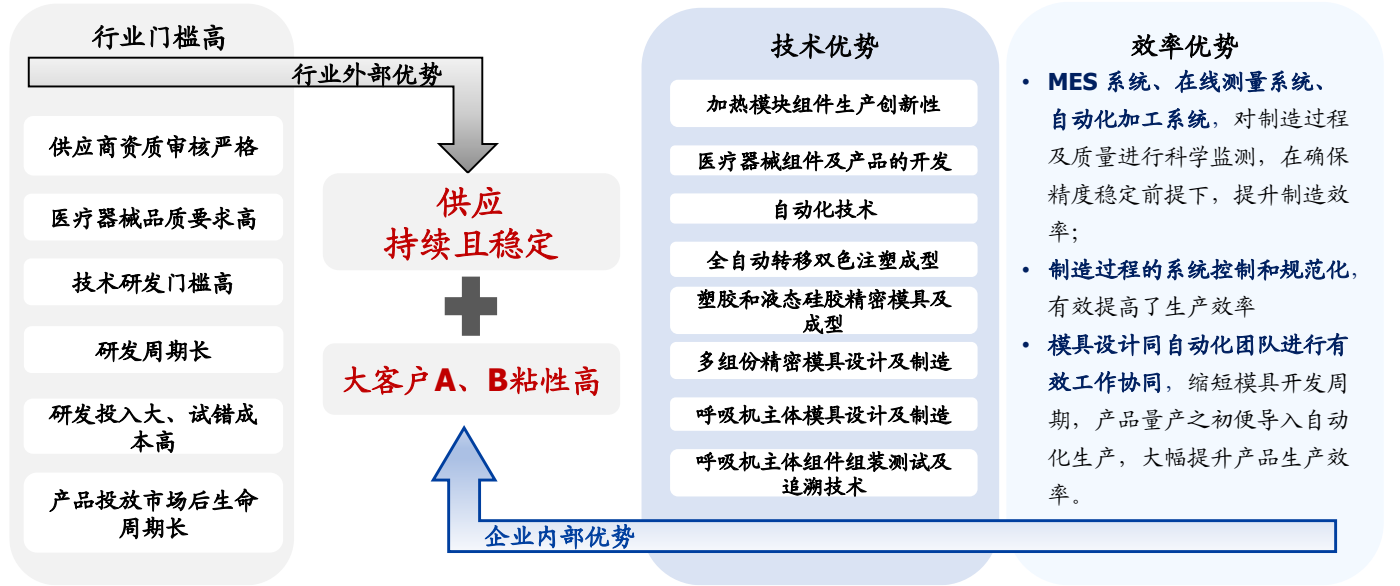 行业门槛高
行业外部优势
供应商资质审核严格
医疗器械品质要求高
技术研发门槛高
研发周期长
研发投入大、试错成
本高
产品投放市场后生命
周期长
供应
持续且稳定
大客户A、B粘性高
企业内部优势
技术优势
加热模块组件生产创新性
医疗器械组件及产品的开发
自动化技术
全自动转移双色注塑成型
塑胶和液态硅胶精密模具及
成型
多组份精密模具设计及制造
呼吸机主体模具设计及制造
呼吸机主体组件组装测试及
追溯技术
效率优势
• MES 系统、在线测量系统、
自动化加工系统，对制造过程
及质量进行科学监测，在确保
精度稳定前提下，提升制造效
率；
• 制造过程的系统控制和规范化，
有效提高了生产效率
• 模具设计同自动化团队进行有
效工作协同，缩短模具开发周
期，产品量产之初便导入自动
化生产，大幅提升产品生产效
率。